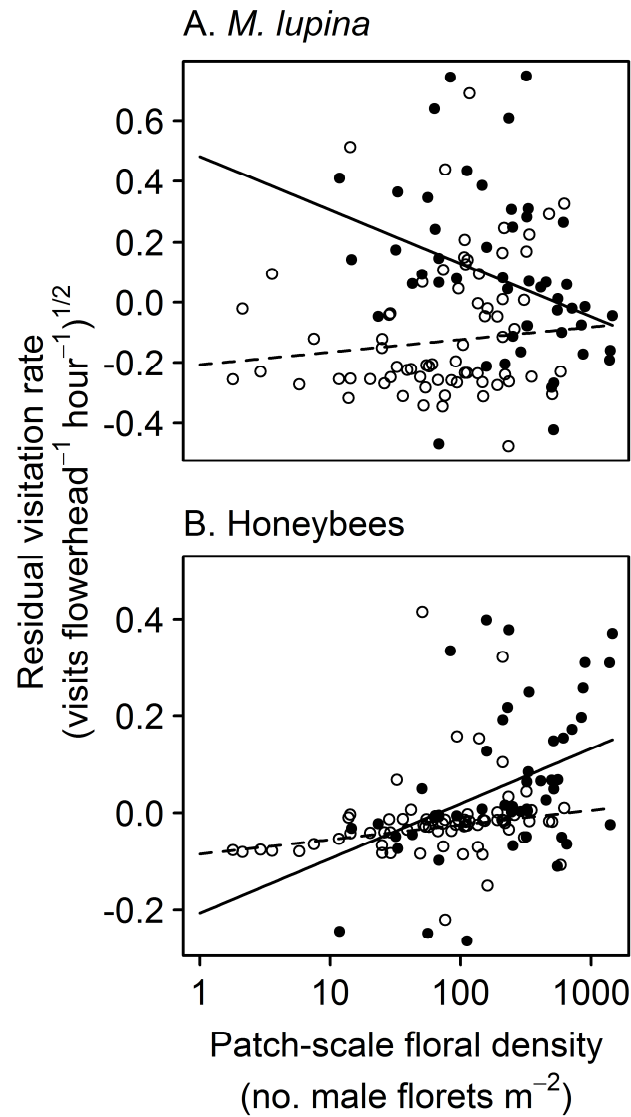 A. M. lupina
0.6
0.4
0.2
0.0
-0.2
-0.4
Residual visitation rate
(visits flowerhead⁻¹ hour⁻¹)¹/²
B. Honeybees
0.4
0.2
0.0
-0.2
1 10 100 1000
Patch-scale floral density
(no. male florets m⁻²)